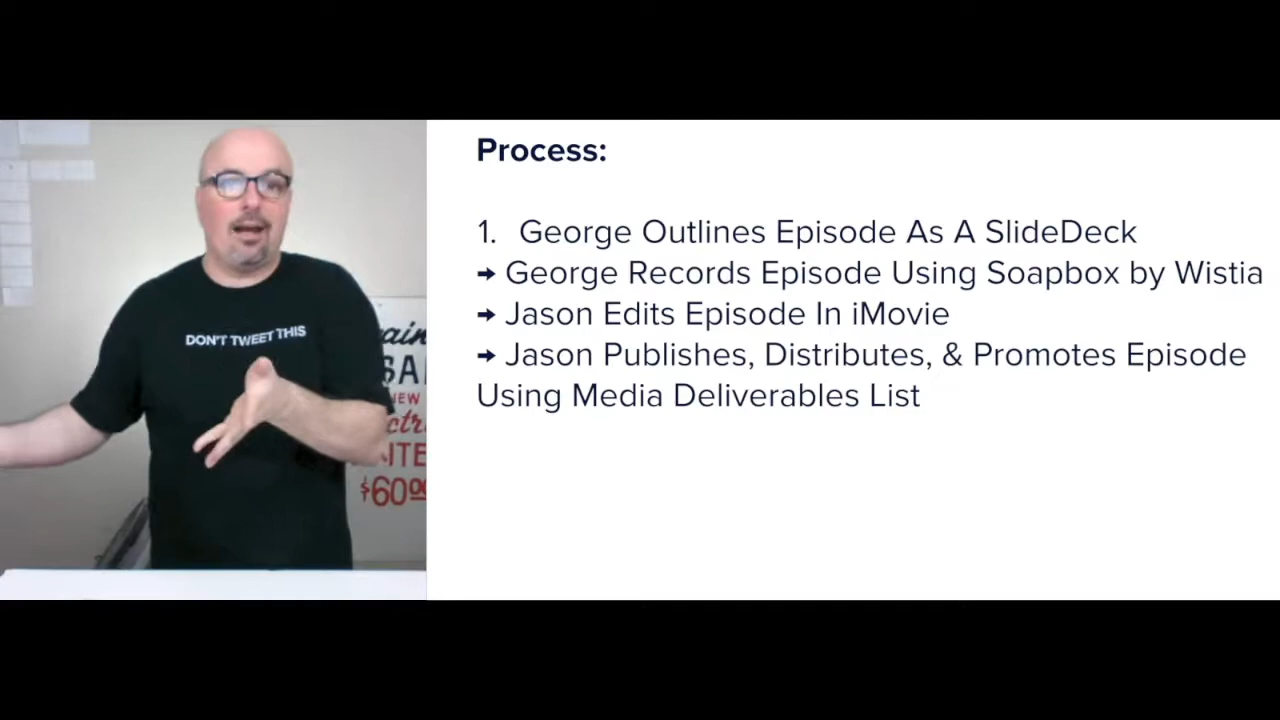 Process:
1. George Outlines Episode As A SlideDeck
➔ George Records Episode Using Soapbox by Wistia
➔ Jason Edits Episode In iMovie
➔ Jason Publishes, Distributes, & Promotes Episode
Using Media Deliverables List
DON'T TWEET THIS
NEW
$60